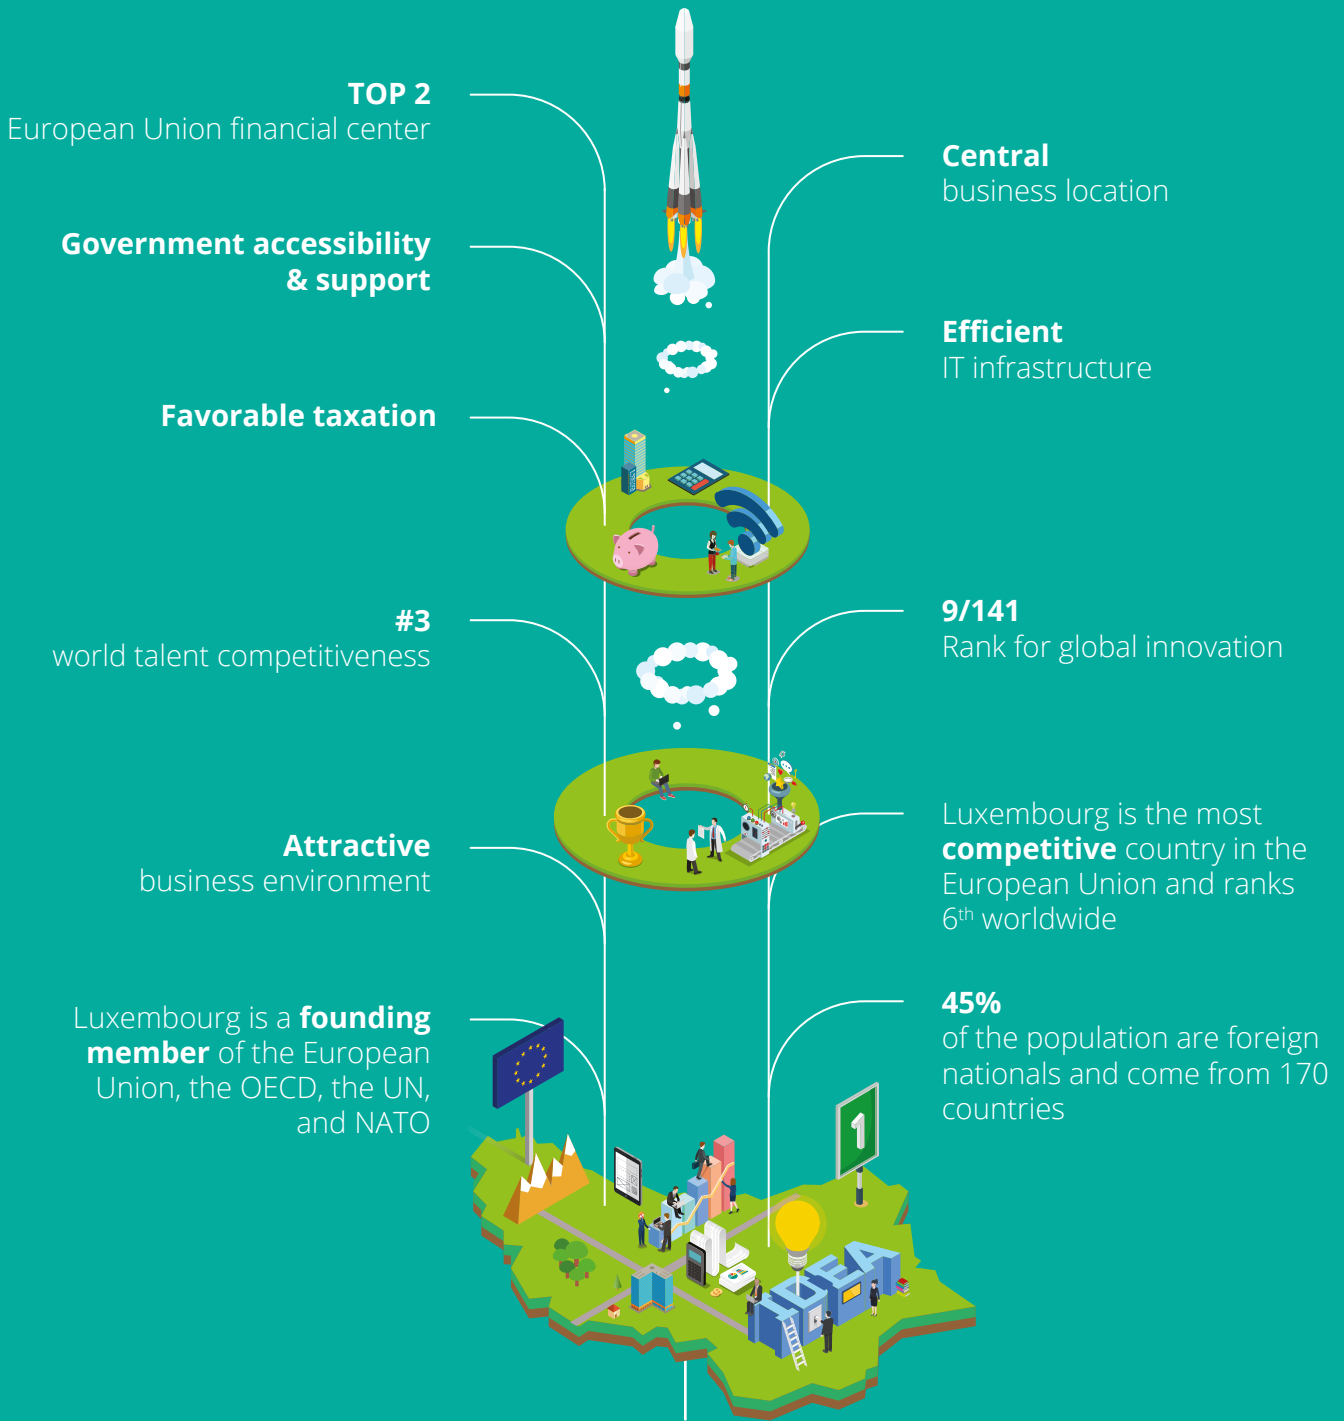 TOP 2
European Union financial center
Central
business location
Government accessibility
& support
Efficient
IT infrastructure
Favorable taxation
#3
world talent competitiveness
9/141
Rank for global innovation
Attractive
business environment
Luxembourg is the most
competitive country in the
European Union and ranks
6th worldwide
Luxembourg is a founding
member of the European
Union, the OECD, the UN,
and NATO
45%
of the population are foreign
nationals and come from 170
countries
1
IDEA